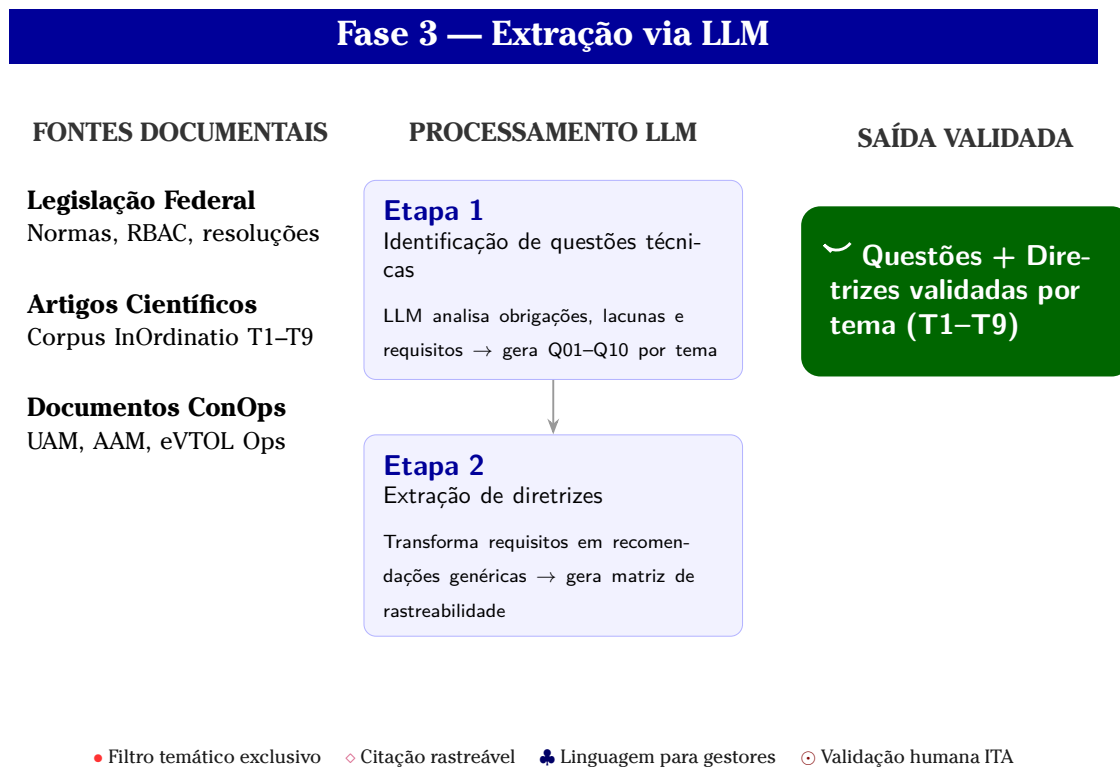 Fase 3 — Extração via LLM
FONTES DOCUMENTAIS
Legislação Federal
Normas, RBAC, resoluções
Artigos Científicos
Corpus InOrdinatio T1–T9
Documentos ConOps
UAM, AAM, eVTOL Ops
PROCESSAMENTO LLM
Etapa 1
Identificação de questões técni-
cas
LLM analisa obrigações, lacunas e
requisitos → gera Q01–Q10 por tema
Etapa 2
Extração de diretrizes
Transforma requisitos em recomen-
dações genéricas → gera matriz de
rastreabilidade
SAÍDA VALIDADA
Questões + Dire-
trizes validadas por
tema (T1–T9)
Filtro temático exclusivo
Citação rastreável
Linguagem para gestores
Validação humana ITA